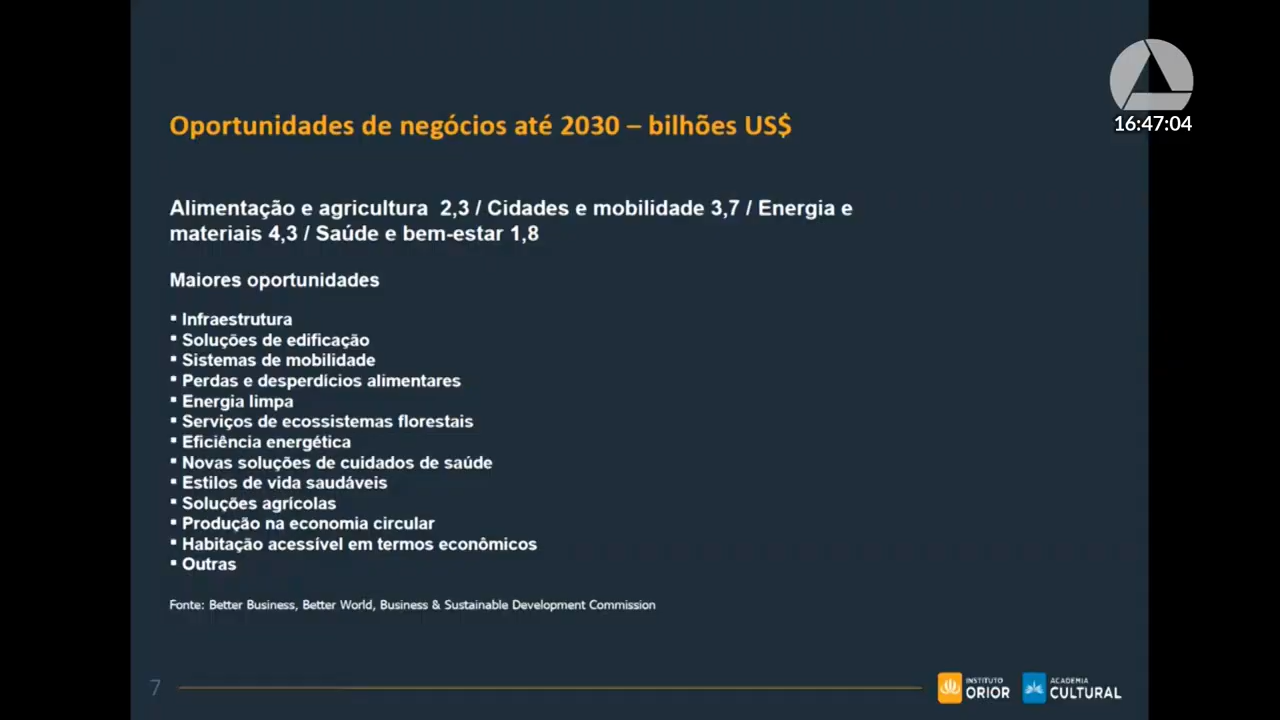 Oportunidades de negócios até 2030 – bilhões US$
16:47:04
Alimentação e agricultura 2,3 / Cidades e mobilidade 3,7 / Energia e
materiais 4,3 / Saúde e bem-estar 1,8
Maiores oportunidades
▪ Infraestrutura
▪ Soluções de edificação
▪ Sistemas de mobilidade
▪ Perdas e desperdícios alimentares
▪ Energia limpa
▪ Serviços de ecossistemas florestais
▪ Eficiência energética
▪ Novas soluções de cuidados de saúde
▪ Estilos de vida saudáveis
▪ Soluções agrícolas
▪ Produção na economia circular
▪ Habitação acessível em termos econômicos
▪ Outras
Fonte: Better Business, Better World, Business & Sustainable Development Commission
7
INSTITUTO
ORIOR
ACADEMIA
CULTURAL